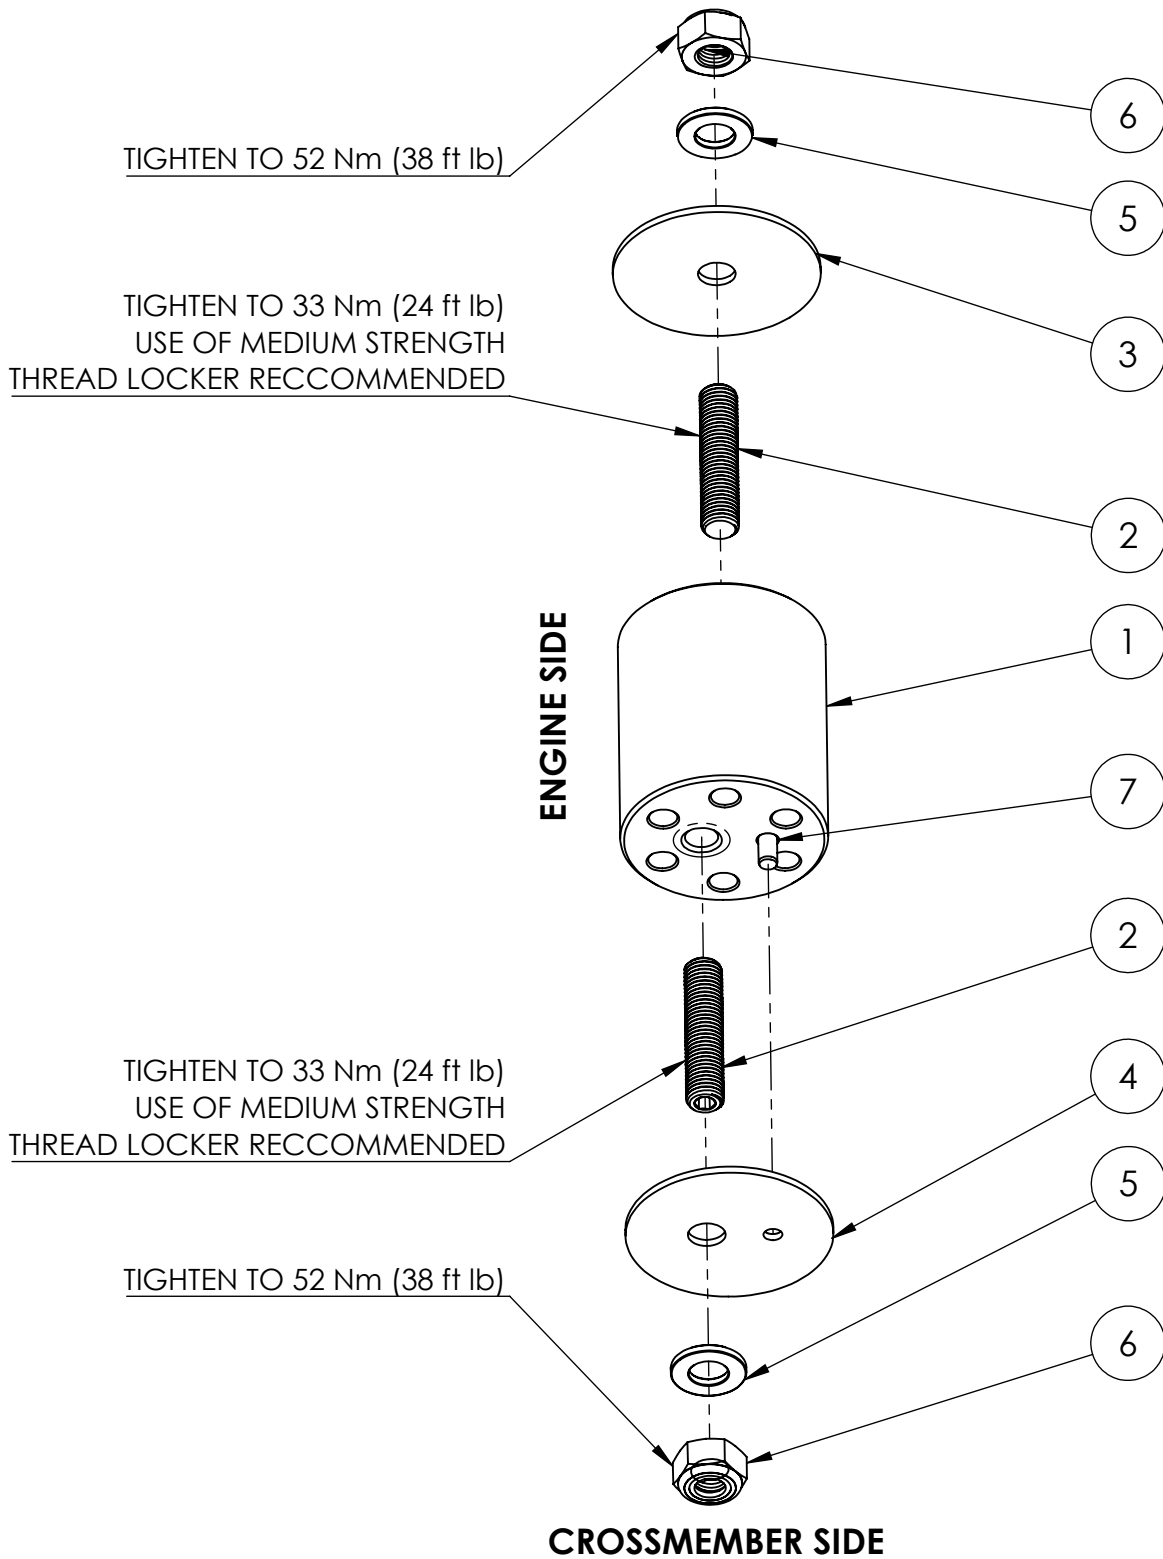 6
TIGHTEN TO 52 Nm (38 ft lb)
5
TIGHTEN TO 33 Nm (24 ft lb)
USE OF MEDIUM STRENGTH
THREAD LOCKER RECCOMMENDED
3
2
ENGINE SIDE
1
7
2
TIGHTEN TO 33 Nm (24 ft lb)
USE OF MEDIUM STRENGTH
THREAD LOCKER RECCOMMENDED
4
5
TIGHTEN TO 52 Nm (38 ft lb)
6
CROSSMEMBER SIDE